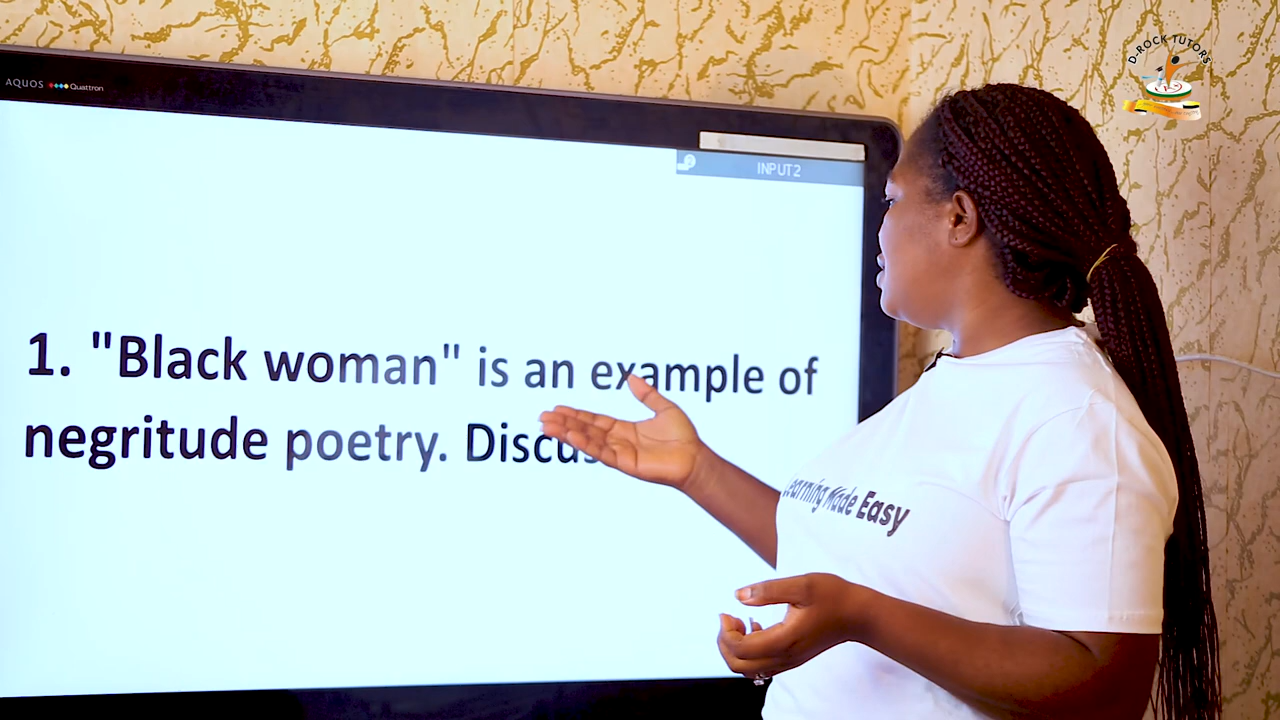 AQUOS Quattron
D-ROCK TUTORS
INPUT2
1. "Black woman" is an example of
negritude poetry. Discus
Learning Made Easy